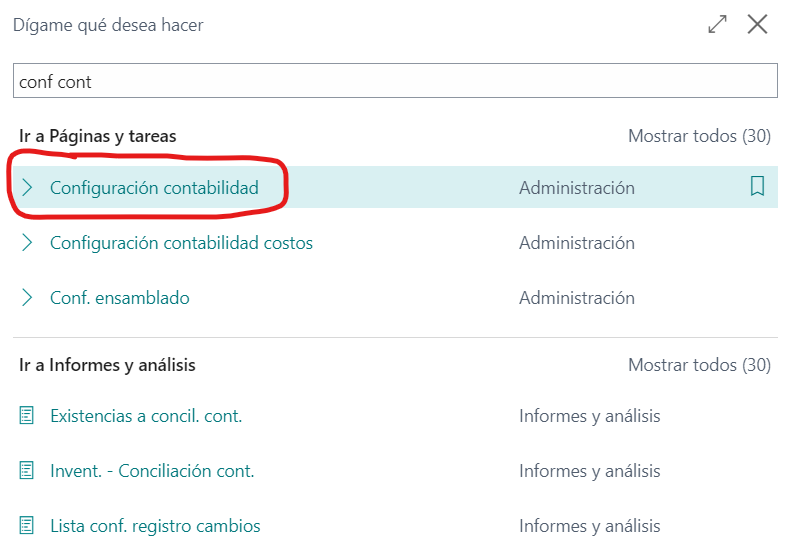 Dígame qué desea hacer
conf cont
Ir a Páginas y tareas Mostrar todos (30)
Configuración contabilidad Administración
Configuración contabilidad costos Administración
Conf. ensamblado Administración
Ir a Informes y análisis Mostrar todos (30)
Existencias a concil. cont. Informes y análisis
Invent. - Conciliación cont. Informes y análisis
Lista conf. registro cambios Informes y análisis